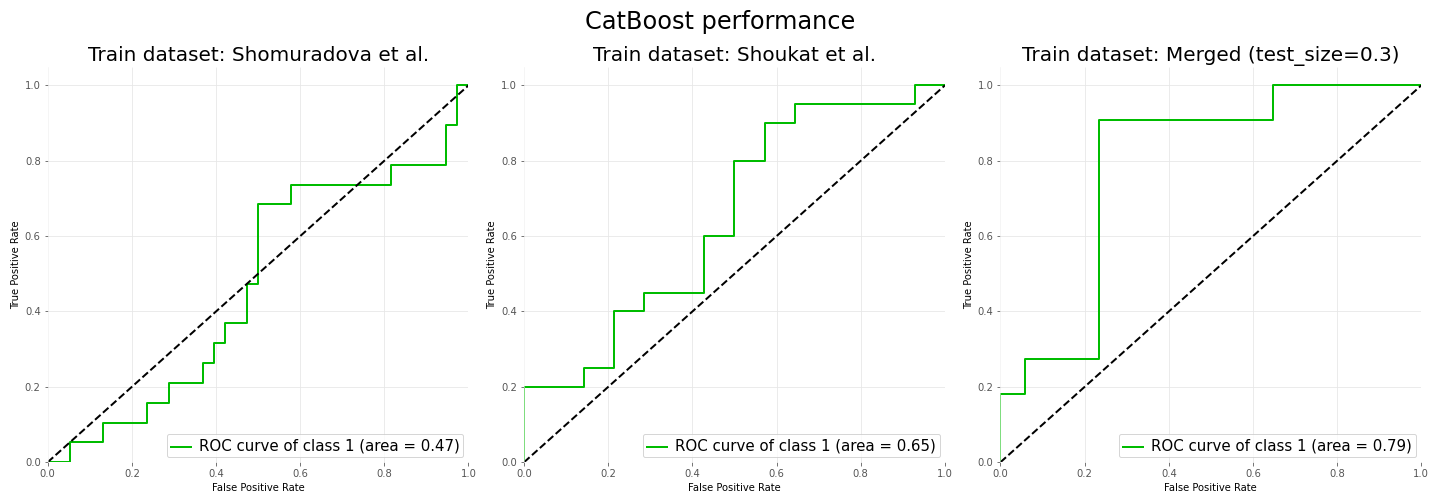 CatBoost performance
Train dataset: Shomuradova et al.
True Positive Rate
1.0
0.8
0.6
0.4
0.2
0.0
0.0 0.2 0.4 0.6 0.8 1.0
False Positive Rate
ROC curve of class 1 (area = 0.47)
Train dataset: Shoukat et al.
True Positive Rate
1.0
0.8
0.6
0.4
0.2
0.0
0.0 0.2 0.4 0.6 0.8 1.0
False Positive Rate
ROC curve of class 1 (area = 0.65)
Train dataset: Merged (test_size=0.3)
True Positive Rate
1.0
0.8
0.6
0.4
0.2
0.0
0.0 0.2 0.4 0.6 0.8 1.0
False Positive Rate
ROC curve of class 1 (area = 0.79)